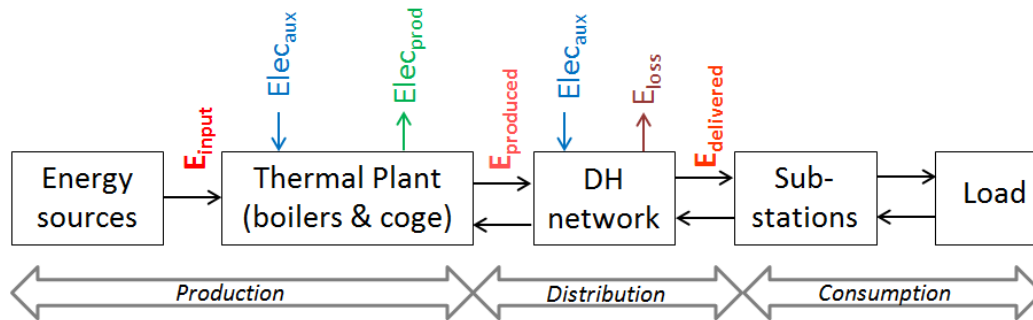 Elec_aux
Elec_prod
Elec_aux
E_loss
E_input
E_produced
E_delivered
Energy
sources
Thermal Plant
(boilers & coge)
DH
network
Sub-
stations
Load
Production
Distribution
Consumption